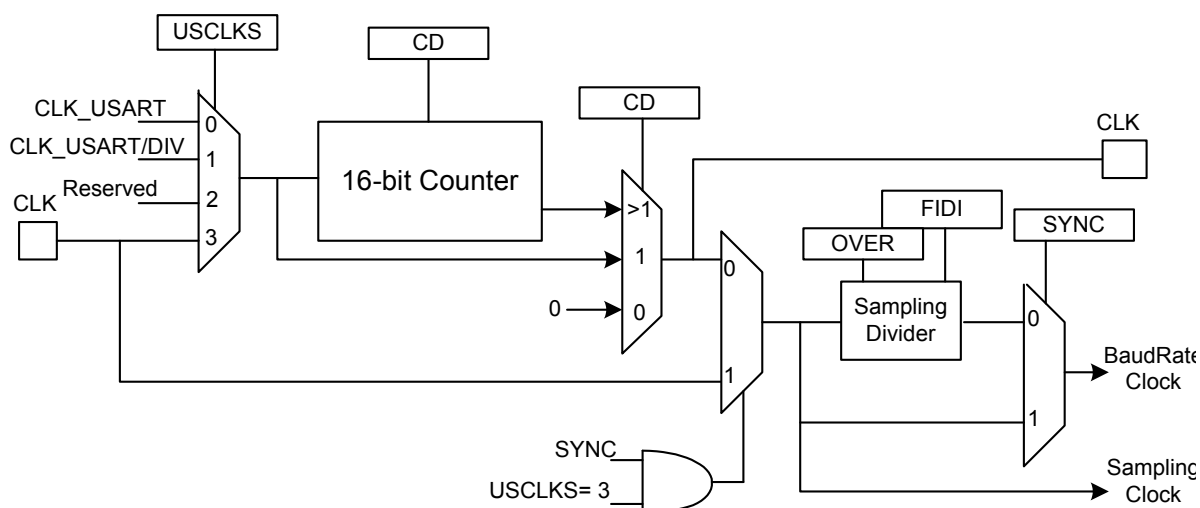 USCLKS
CD
CD
CLK_USART
CLK_USART/DIV
Reserved
CLK
0
1
2
3
16-bit Counter
>1
1
0
0
CLK
FIDI
OVER
SYNC
0
1
Sampling
Divider
0
1
BaudRate
Clock
SYNC
USCLKS= 3
Sampling
Clock